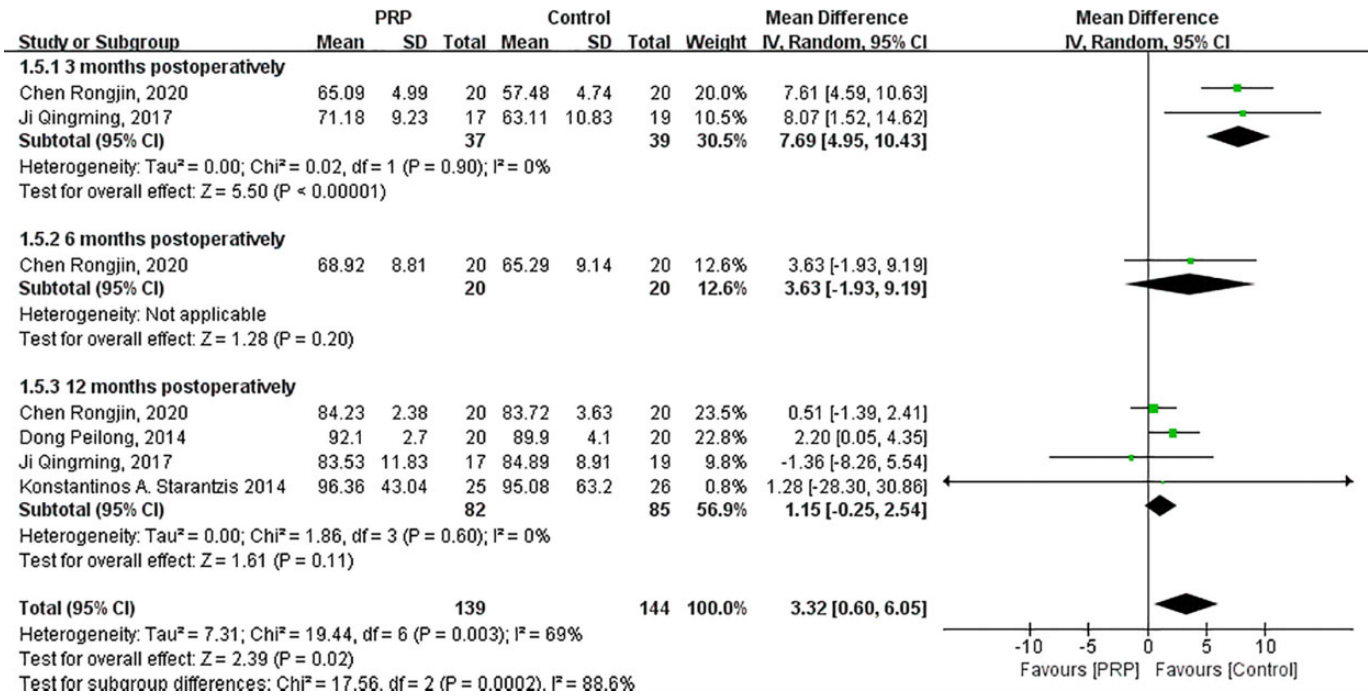 PRP Control Mean Difference Mean Difference
Study or Subgroup Mean SD Total Mean SD Total Weight IV, Random, 95% CI IV, Random, 95% CI
1.5.1 3 months postoperatively
Chen Rongjin, 2020 65.09 4.99 20 57.48 4.74 20 20.0% 7.61 [4.59, 10.63]
Ji Qingming, 2017 71.18 9.23 17 63.11 10.83 19 10.5% 8.07 [1.52, 14.62]
Subtotal (95% CI) 37 39 30.5% 7.69 [4.95, 10.43]
Heterogeneity: Tau² = 0.00; Chi² = 0.02, df = 1 (P = 0.90); I² = 0%
Test for overall effect: Z = 5.50 (P < 0.00001)
1.5.2 6 months postoperatively
Chen Rongjin, 2020 68.92 8.81 20 65.29 9.14 20 12.6% 3.63 [-1.93, 9.19]
Subtotal (95% CI) 20 20 12.6% 3.63 [-1.93, 9.19]
Heterogeneity: Not applicable
Test for overall effect: Z = 1.28 (P = 0.20)
1.5.3 12 months postoperatively
Chen Rongjin, 2020 84.23 2.38 20 83.72 3.63 20 23.5% 0.51 [-1.39, 2.41]
Dong Peilong, 2014 92.1 2.7 20 89.9 4.1 20 22.8% 2.20 [0.05, 4.35]
Ji Qingming, 2017 83.53 11.83 17 84.89 8.91 19 9.8% -1.36 [-8.26, 5.54]
Konstantinos A. Starantzis 2014 96.36 43.04 25 95.08 63.2 26 0.8% 1.28 [-28.30, 30.86]
Subtotal (95% CI) 82 85 56.9% 1.15 [-0.25, 2.54]
Heterogeneity: Tau² = 0.00; Chi² = 1.86, df = 3 (P = 0.60); I² = 0%
Test for overall effect: Z = 1.61 (P = 0.11)
Total (95% CI) 139 144 100.0% 3.32 [0.60, 6.05]
Heterogeneity: Tau² = 7.31; Chi² = 19.44, df = 6 (P = 0.003); I² = 69%
Test for overall effect: Z = 2.39 (P = 0.02)
Test for subgroup differences: Chi² = 17.56, df = 2 (P = 0.0002), I² = 88.6%
-10 -5 0 5 10
Favours [PRP] Favours [Control]